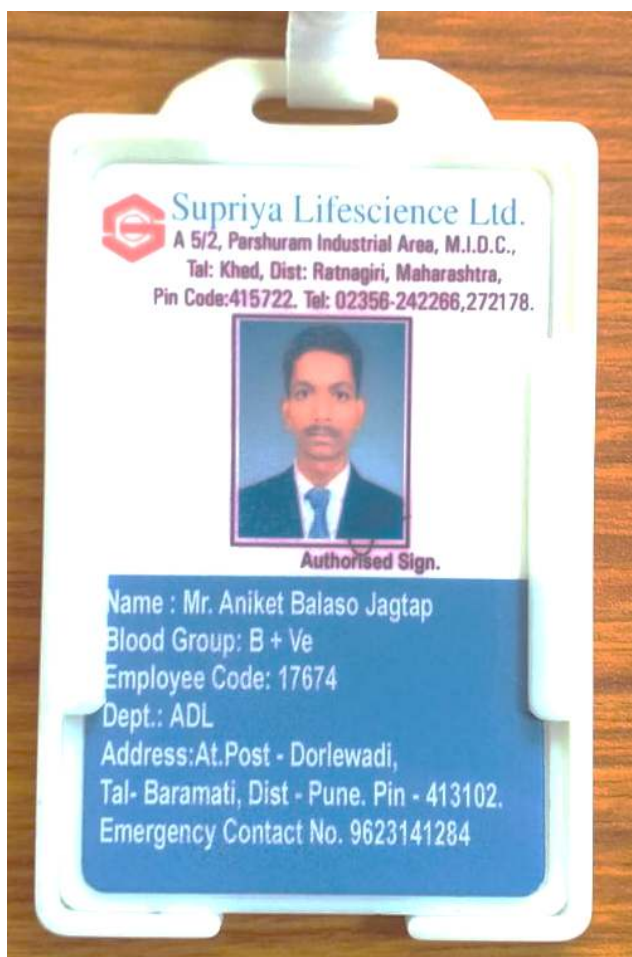 Supriya Lifescience Ltd.
A 5/2, Parshuram Industrial Area, M.I.D.C.,
Tal: Khed, Dist: Ratnagiri, Maharashtra,
Pin Code:415722. Tel: 02356-242266,272178.
Authorised Sign.
Name : Mr. Aniket Balaso Jagtap
Blood Group: B + Ve
Employee Code: 17674
Dept.: ADL
Address:At.Post - Dorlewadi,
Tal- Baramati, Dist - Pune. Pin - 413102.
Emergency Contact No. 9623141284